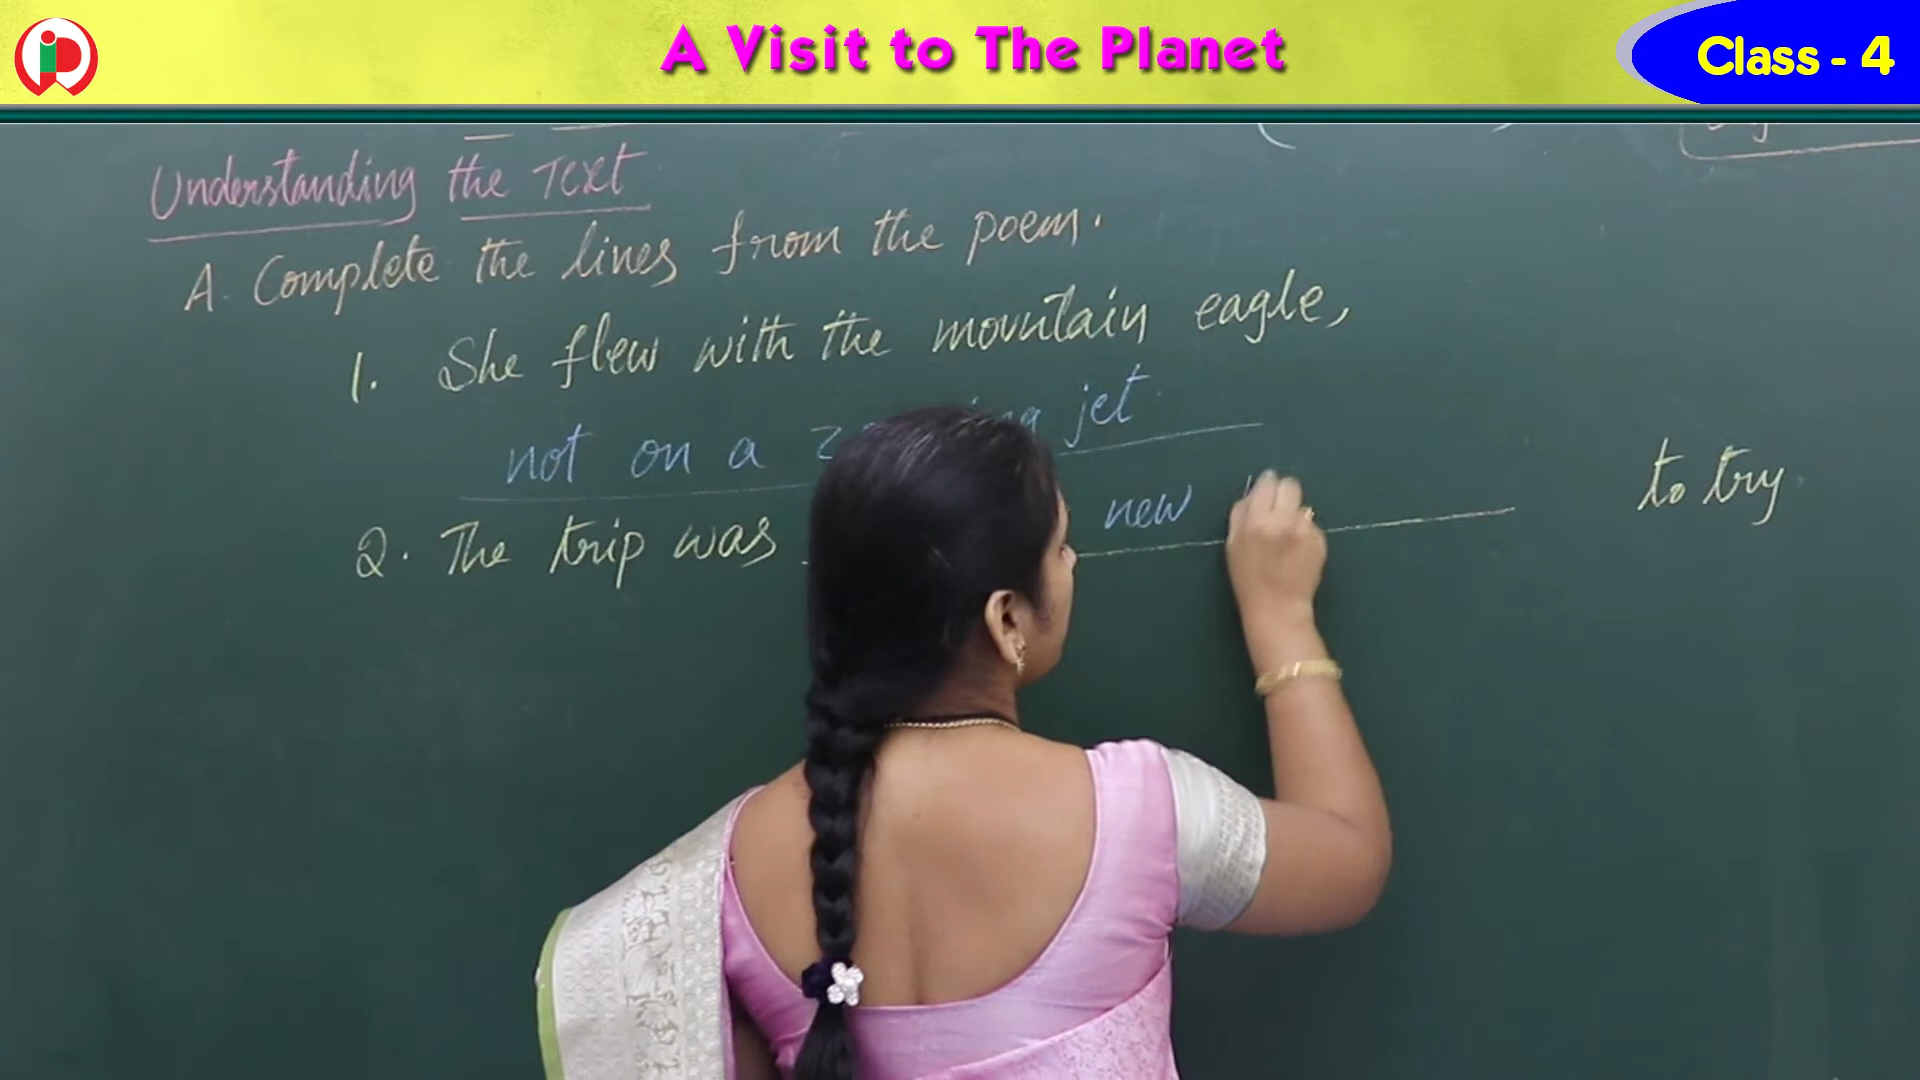 A Visit to The Planet
Class - 4
Understanding the Text
A. Complete the lines from the poem.
1. She flew with the mountain eagle,
not on a jet.
2. The trip was new to try.